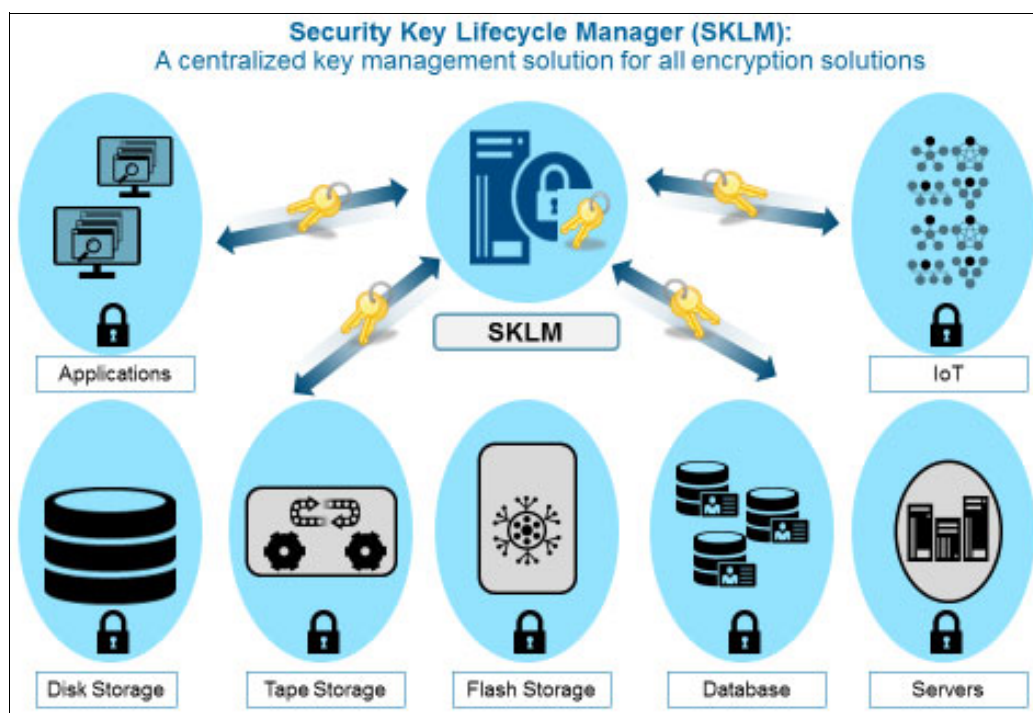 Security Key Lifecycle Manager (SKLM):
A centralized key management solution for all encryption solutions
SKLM
Applications
IoT
Disk Storage
Tape Storage
Flash Storage
Database
Servers